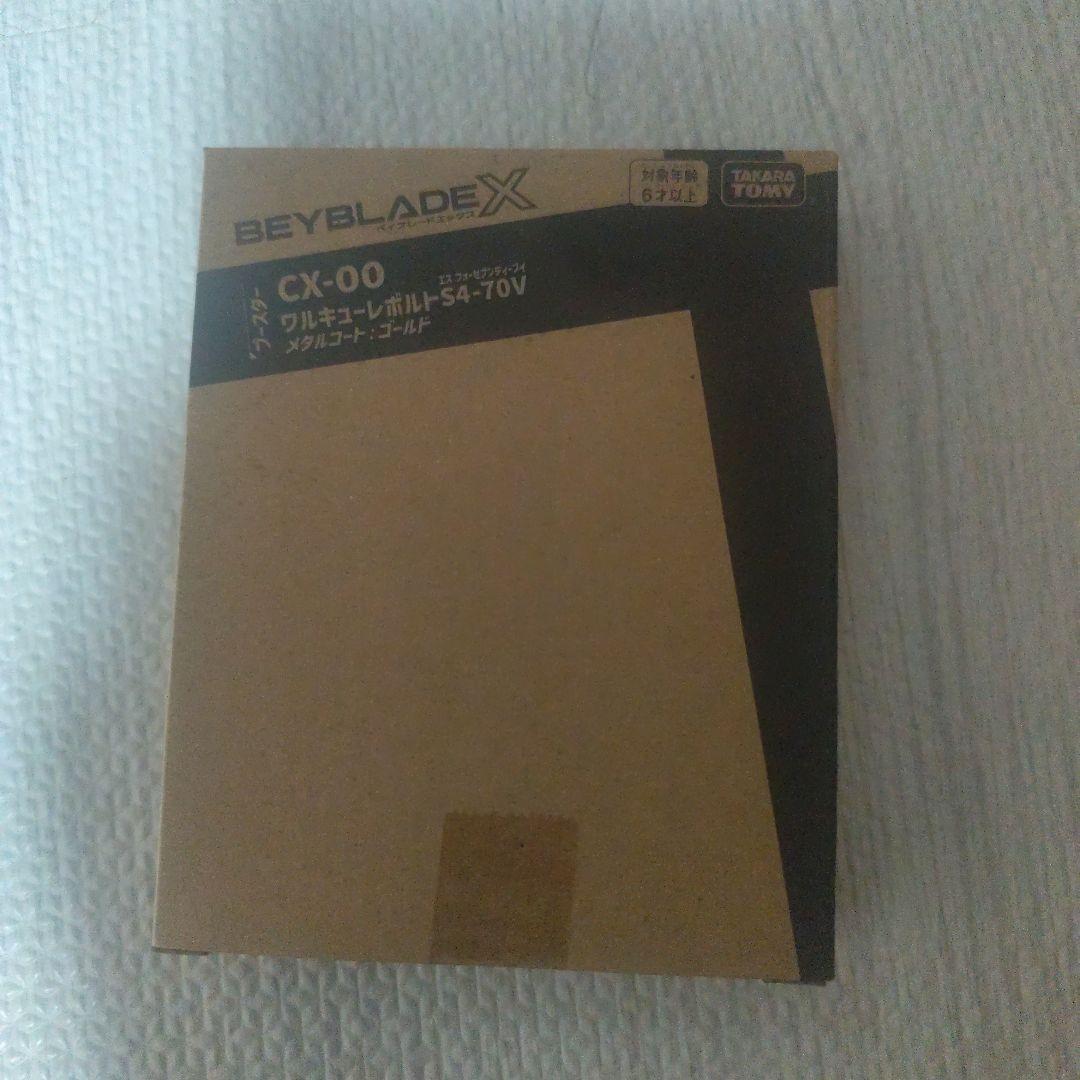 BEYBLADE X
ベイブレードエックス
対象年齢
6才以上
TAKARA
TOMY
ブースター
CX-00
エス フォーセブンティーブイ
ワルキューレボルトS4-70V
メタルコート:ゴールド